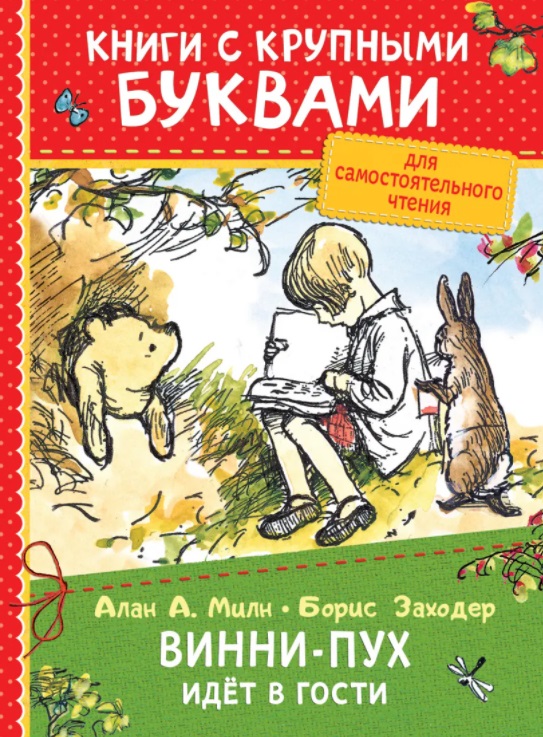 КНИГИ С КРУПНЫМИ
БУКВАМИ
для
самостоятельного
чтения
Алан А. Милн • Борис Заходер
ВИННИ-ПУХ
ИДЁТ В ГОСТИ